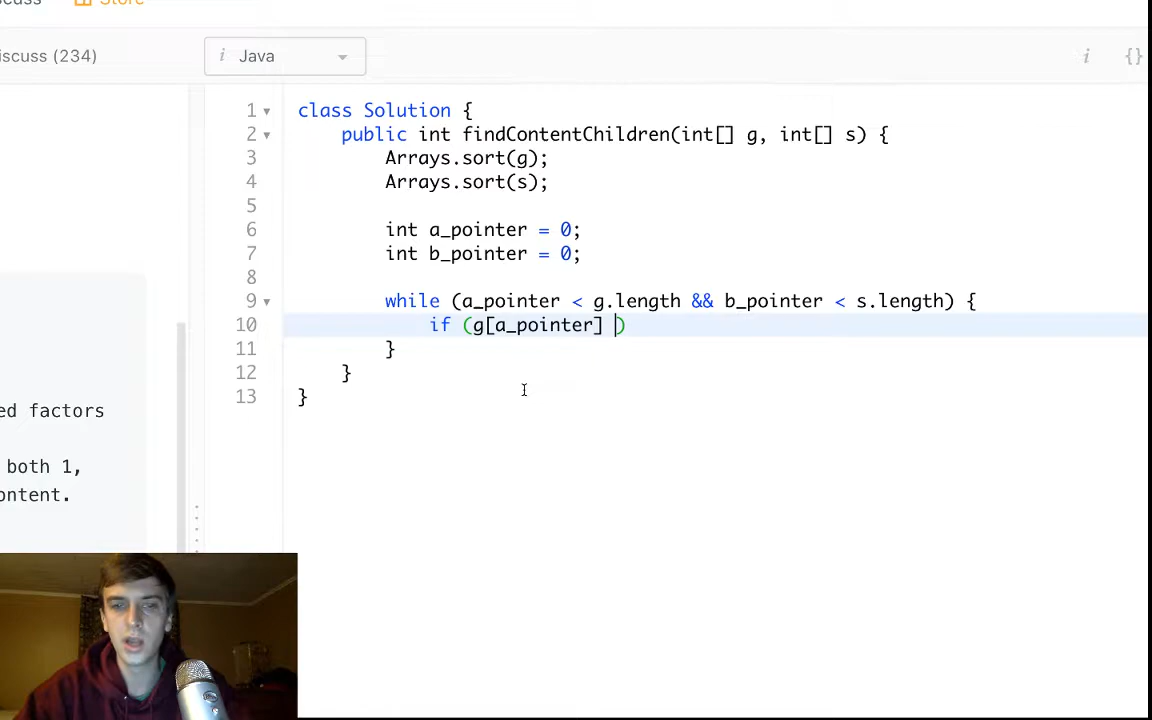 Store
iscuss (234)
i Java
i {}
1 class Solution {
2 public int findContentChildren(int[] g, int[] s) {
3 Arrays.sort(g);
4 Arrays.sort(s);
5
6 int a_pointer = 0;
7 int b_pointer = 0;
8
9 while (a_pointer < g.length && b_pointer < s.length) {
10 if (g[a_pointer] )
11 }
12 }
13 }
ed factors
both 1,
ontent.